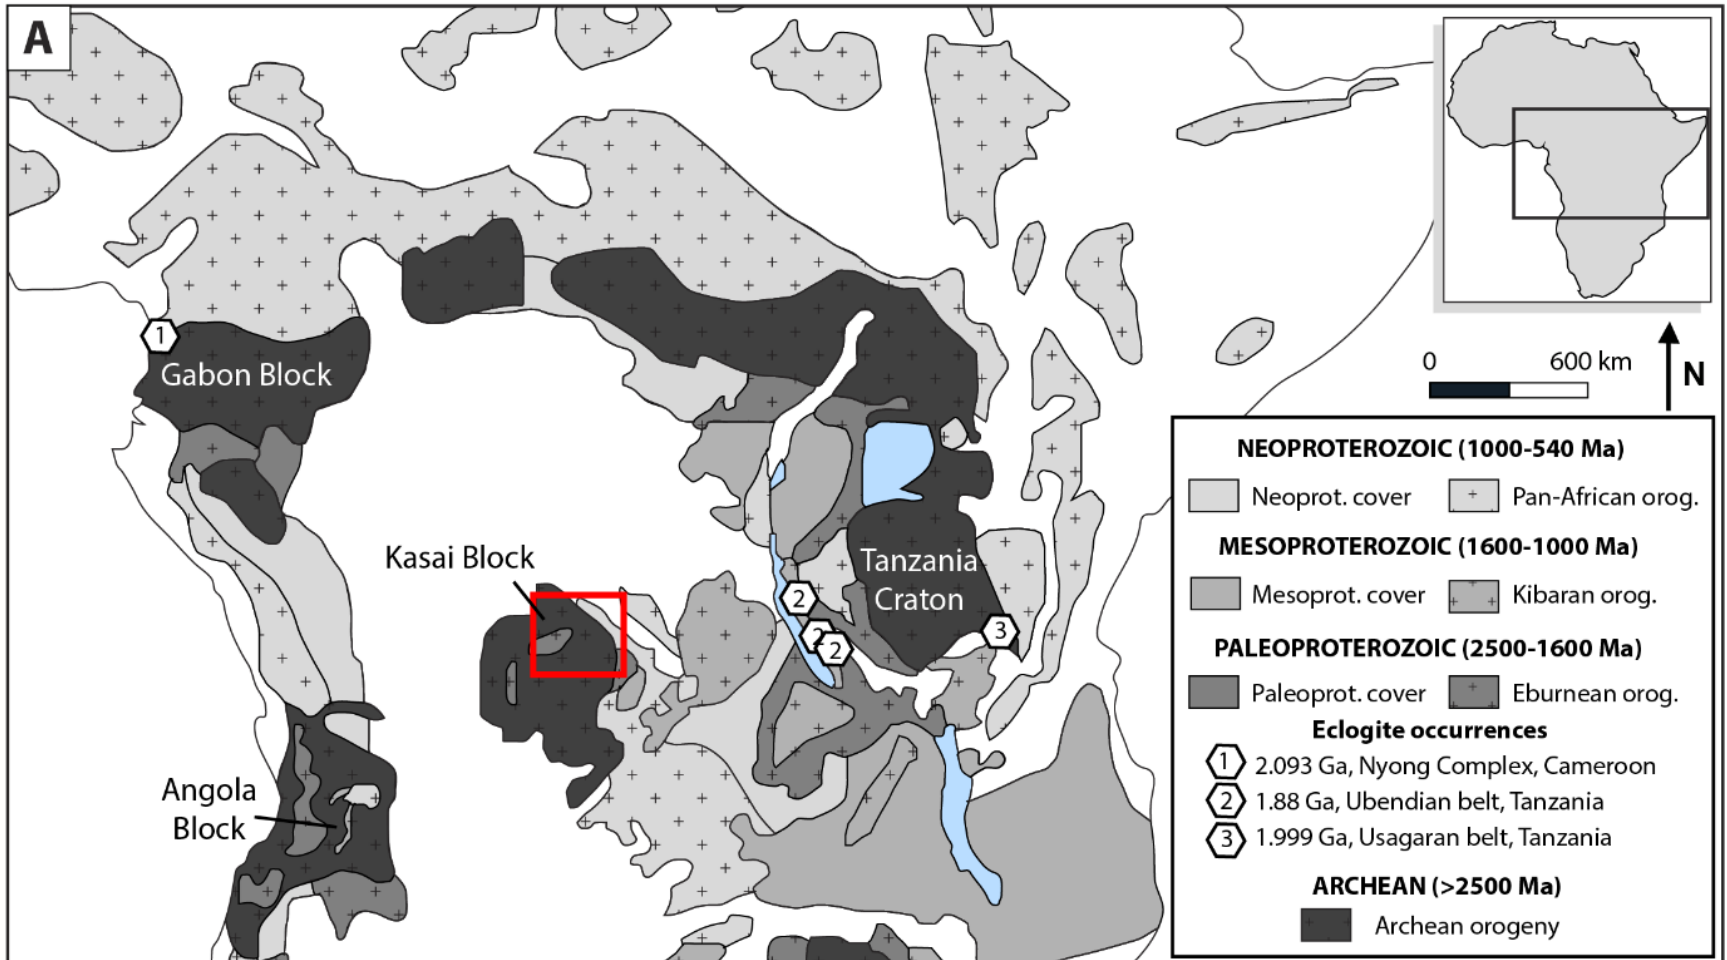 A
1
Gabon Block
Kasai Block
Tanzania
Craton
2
2
2
3
Angola
Block
0 600 km
N
NEOPROTEROZOIC (1000-540 Ma)
Neoprot. cover Pan-African orog.
MESOPROTEROZOIC (1600-1000 Ma)
Mesoprot. cover Kibaran orog.
PALEOPROTEROZOIC (2500-1600 Ma)
Paleoprot. cover Eburnean orog.
Eclogite occurrences
1 2.093 Ga, Nyong Complex, Cameroon
2 1.88 Ga, Ubendian belt, Tanzania
3 1.999 Ga, Usagaran belt, Tanzania
ARCHEAN (>2500 Ma)
Archean orogeny